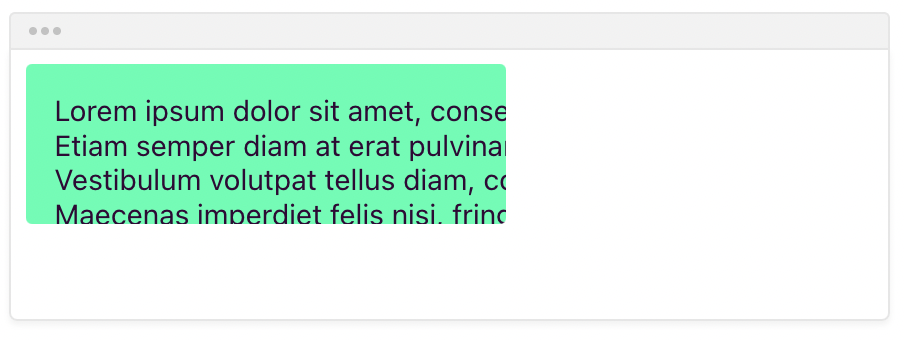 Lorem ipsum dolor sit amet, conse
Etiam semper diam at erat pulvinar
Vestibulum volutpat tellus diam, co
Maecenas imperdiet felis nisi, fring